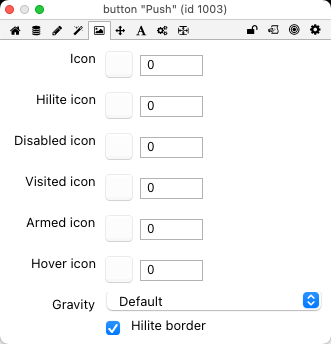 button "Push" (id 1003)
A
Icon 0
Hilite icon 0
Disabled icon 0
Visited icon 0
Armed icon 0
Hover icon 0
Gravity Default
Hilite border